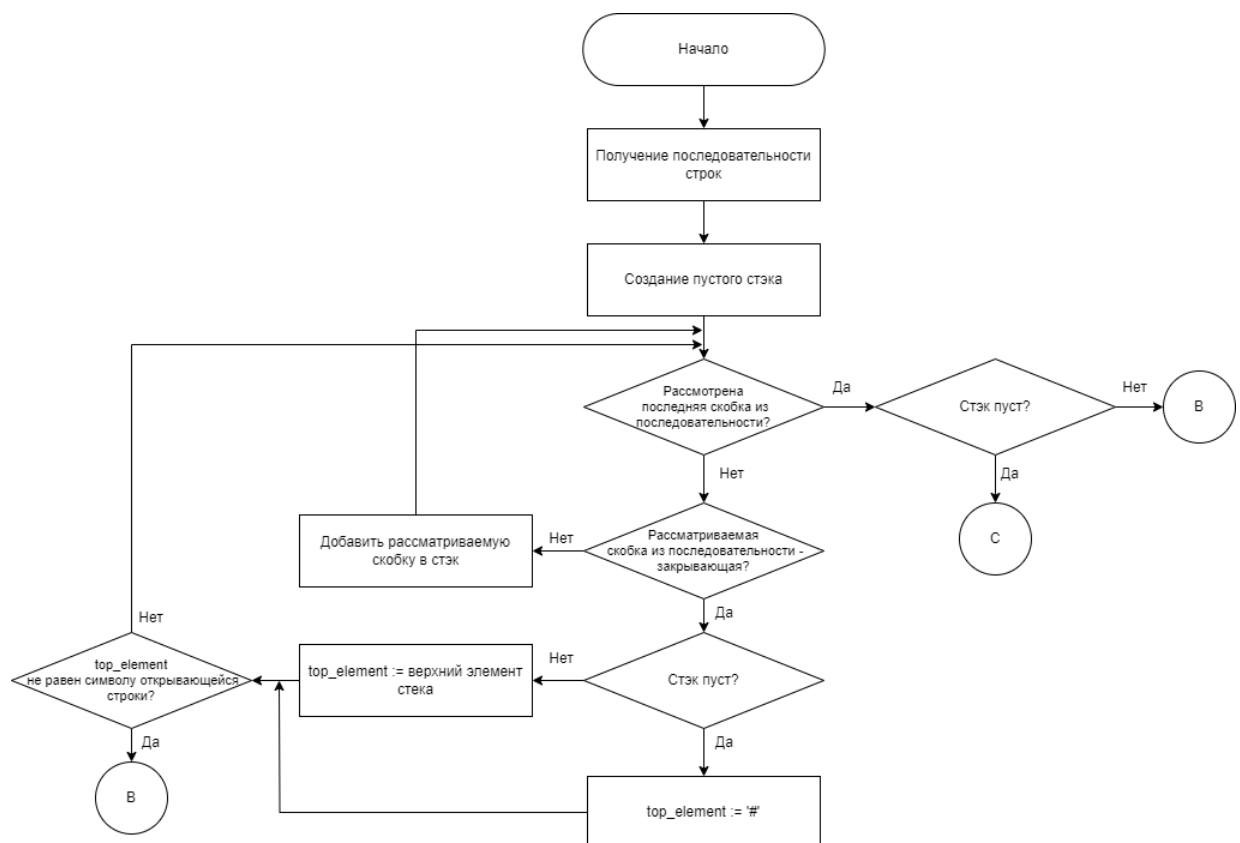 Начало
Получение последовательности
строк
Создание пустого стэка
Рассмотрена
последняя скобка из
последовательности?
Да
Стэк пуст?
Нет
В
Нет
Да
С
Добавить рассматриваемую
скобку в стэк
Нет
Рассматриваемая
скобка из последовательности -
закрывающая?
Да
Нет
top_element
не равен символу открывающейся
строки?
top_element := верхний элемент
стека
Нет
Стэк пуст?
Да
В
Да
top_element := '#'